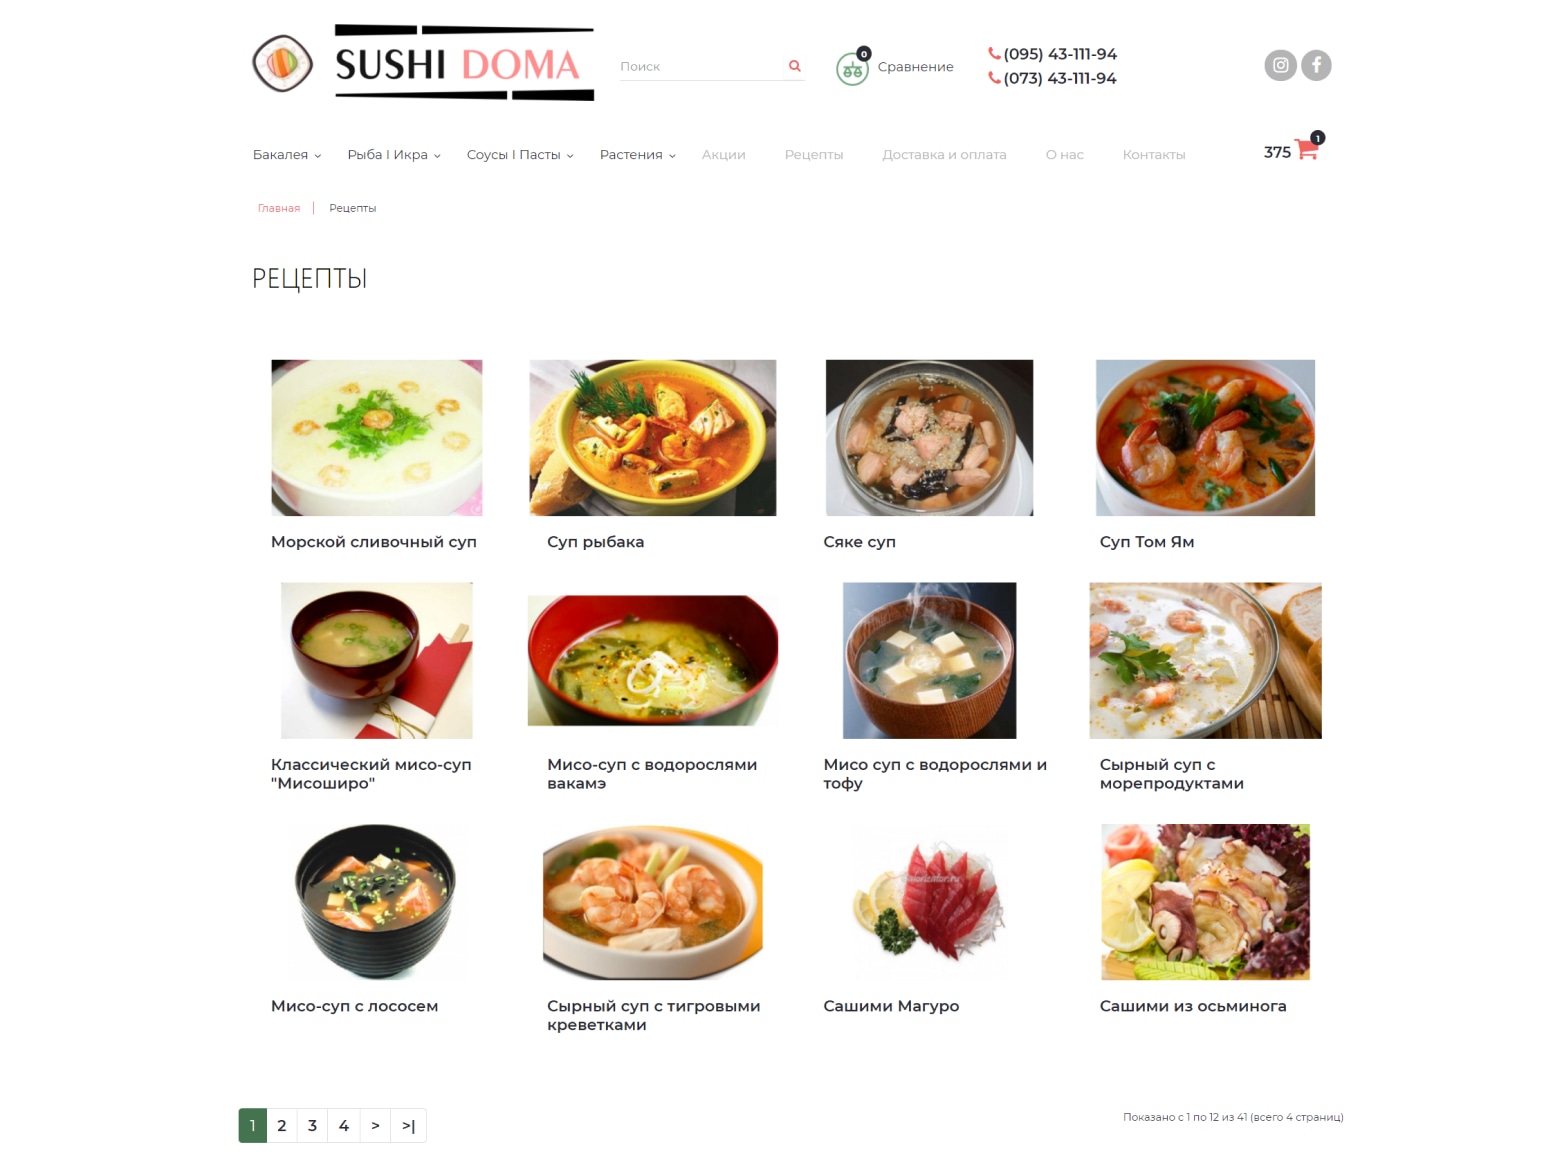 SUSHI DOMA
Поиск
0
Сравнение
(095) 43-111-94
(073) 43-111-94
Бакалея
Рыба I Икра
Соусы I Пасты
Растения
Акции
Рецепты
Доставка и оплата
О нас
Контакты
375
1
Главная
Рецепты
РЕЦЕПТЫ
Морской сливочный суп
Суп рыбака
Сяке суп
Суп Том Ям
Классический мисо-суп
"Мисоширо"
Мисо-суп с водорослями
вакамэ
Мисо суп с водорослями и
тофу
Сырный суп с
морепродуктами
Мисо-суп с лососем
Сырный суп с тигровыми
креветками
Сашими Магуро
Сашими из осьминога
1 2 3 4 > >|
Показано с 1 по 12 из 41 (всего 4 страниц)